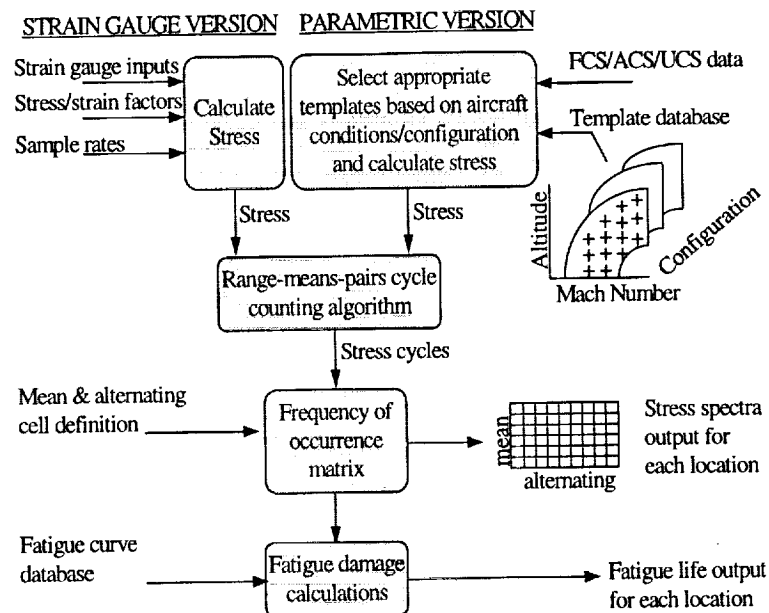 STRAIN GAUGE VERSION
PARAMETRIC VERSION
Strain gauge inputs
Stress/strain factors
Sample rates
Calculate
Stress
Select appropriate
templates based on aircraft
conditions/configuration
and calculate stress
FCS/ACS/UCS data
Template database
Altitude
Mach Number
Configuration
Stress
Stress
Range-means-pairs cycle
counting algorithm
Stress cycles
Mean & alternating
cell definition
Frequency of
occurrence
matrix
mean
alternating
Stress spectra
output for
each location
Fatigue curve
database
Fatigue damage
calculations
Fatigue life output
for each location